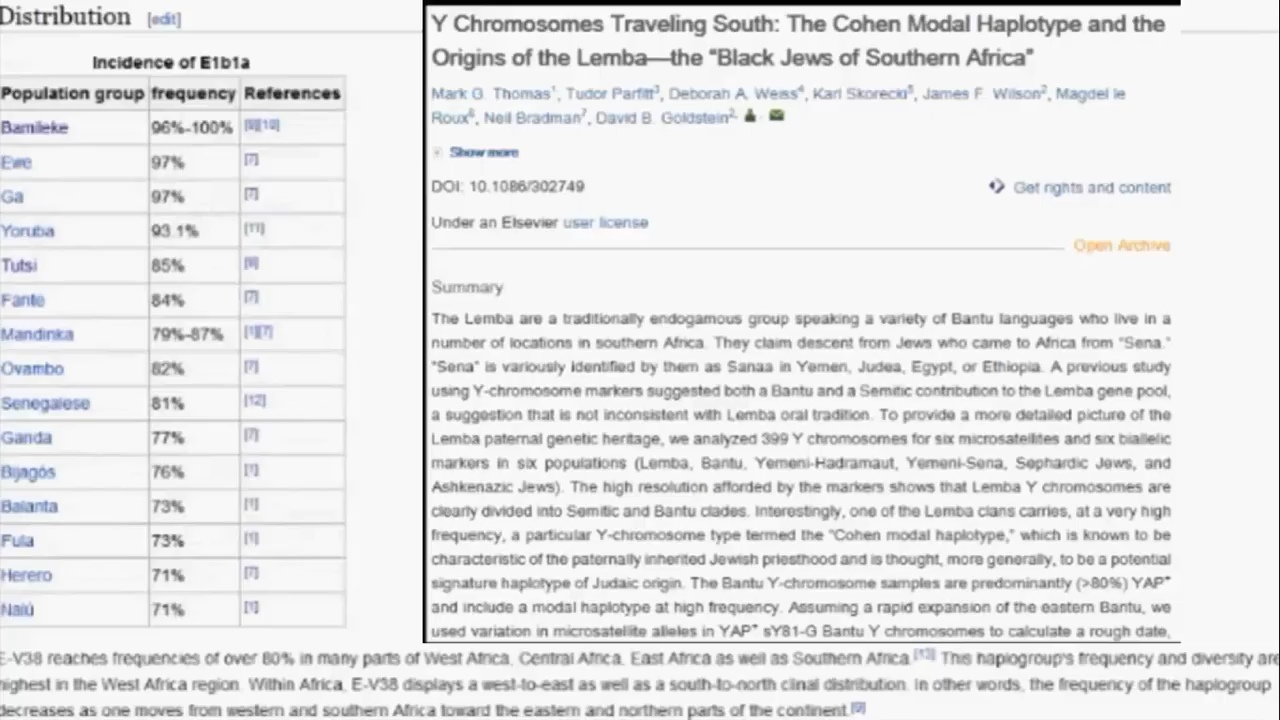 Distribution [edit]
Incidence of E1b1a
Population group frequency References
Bamileke 96%-100% [9][10]
Ewe 97% [7]
Ga 97% [7]
Yoruba 93.1% [11]
Tutsi 85% [9]
Fante 84% [7]
Mandinka 79%-87% [1][7]
Ovambo 82% [7]
Senegalese 81% [12]
Ganda 77% [7]
Bijagós 76% [1]
Balanta 73% [1]
Fula 73% [1]
Herero 71% [7]
Nalú 71% [1]
Y Chromosomes Traveling South: The Cohen Modal Haplotype and the
Origins of the Lemba—the “Black Jews of Southern Africa”
Mark G. Thomas1, Tudor Parfitt3, Deborah A. Weiss4, Karl Skorecki5, James F. Wilson2, Magdel le
Roux6, Neil Bradman7, David B. Goldstein2,
Show more
DOI: 10.1086/302749
Get rights and content
Under an Elsevier user license
Open Archive
Summary
The Lemba are a traditionally endogamous group speaking a variety of Bantu languages who live in a
number of locations in southern Africa. They claim descent from Jews who came to Africa from “Sena.”
“Sena” is variously identified by them as Sanaa in Yemen, Judea, Egypt, or Ethiopia. A previous study
using Y-chromosome markers suggested both a Bantu and a Semitic contribution to the Lemba gene pool,
a suggestion that is not inconsistent with Lemba oral tradition. To provide a more detailed picture of the
Lemba paternal genetic heritage, we analyzed 399 Y chromosomes for six microsatellites and six biallelic
markers in six populations (Lemba, Bantu, Yemeni-Hadramaut, Yemeni-Sena, Sephardic Jews, and
Ashkenazic Jews). The high resolution afforded by the markers shows that Lemba Y chromosomes are
clearly divided into Semitic and Bantu clades. Interestingly, one of the Lemba clans carries, at a very high
frequency, a particular Y-chromosome type termed the “Cohen modal haplotype,” which is known to be
characteristic of the paternally inherited Jewish priesthood and is thought, more generally, to be a potential
signature haplotype of Judaic origin. The Bantu Y-chromosome samples are predominantly (>80%) YAP+
and include a modal haplotype at high frequency. Assuming a rapid expansion of the eastern Bantu, we
used variation in microsatellite alleles in YAP+ sY81-G Bantu Y chromosomes to calculate a rough date,
E-V38 reaches frequencies of over 80% in many parts of West Africa, Central Africa, East Africa as well as Southern Africa.[13] This haplogroup's frequency and diversity are
highest in the West Africa region. Within Africa, E-V38 displays a west-to-east as well as a south-to-north clinal distribution. In other words, the frequency of the haplogroup
decreases as one moves from western and southern Africa toward the eastern and northern parts of the continent.[9]